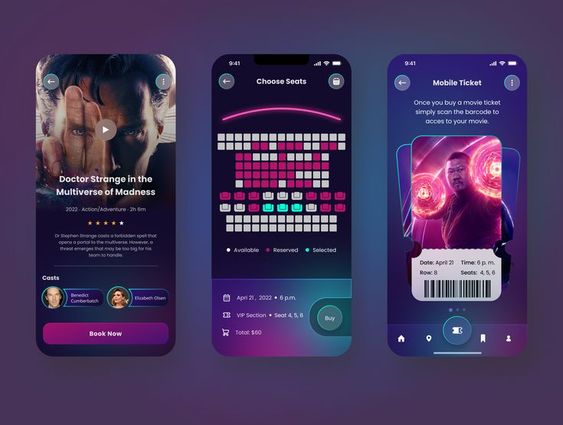 Doctor Strange in the
Multiverse of Madness
2022 · Action/Adventure · 2h 6m
Dr Stephen Strange casts a forbidden spell that
opens a portal to the multiverse. However, a
threat emerges that may be too big for his
team to handle.
Casts
Benedict
Cumberbatch
Elizabeth Olsen
Book Now
9:41
Choose Seats
Available
Reserved
Selected
April 21 , 2022 • 6 p.m.
VIP Section • Seat 4, 5, 6
Total: $60
Buy
9:41
Mobile Ticket
Once you buy a movie ticket
simply scan the barcode to
acces to your movie.
Date: April 21 Time: 6 p. m.
Row: 8 Seats: 4, 5, 6